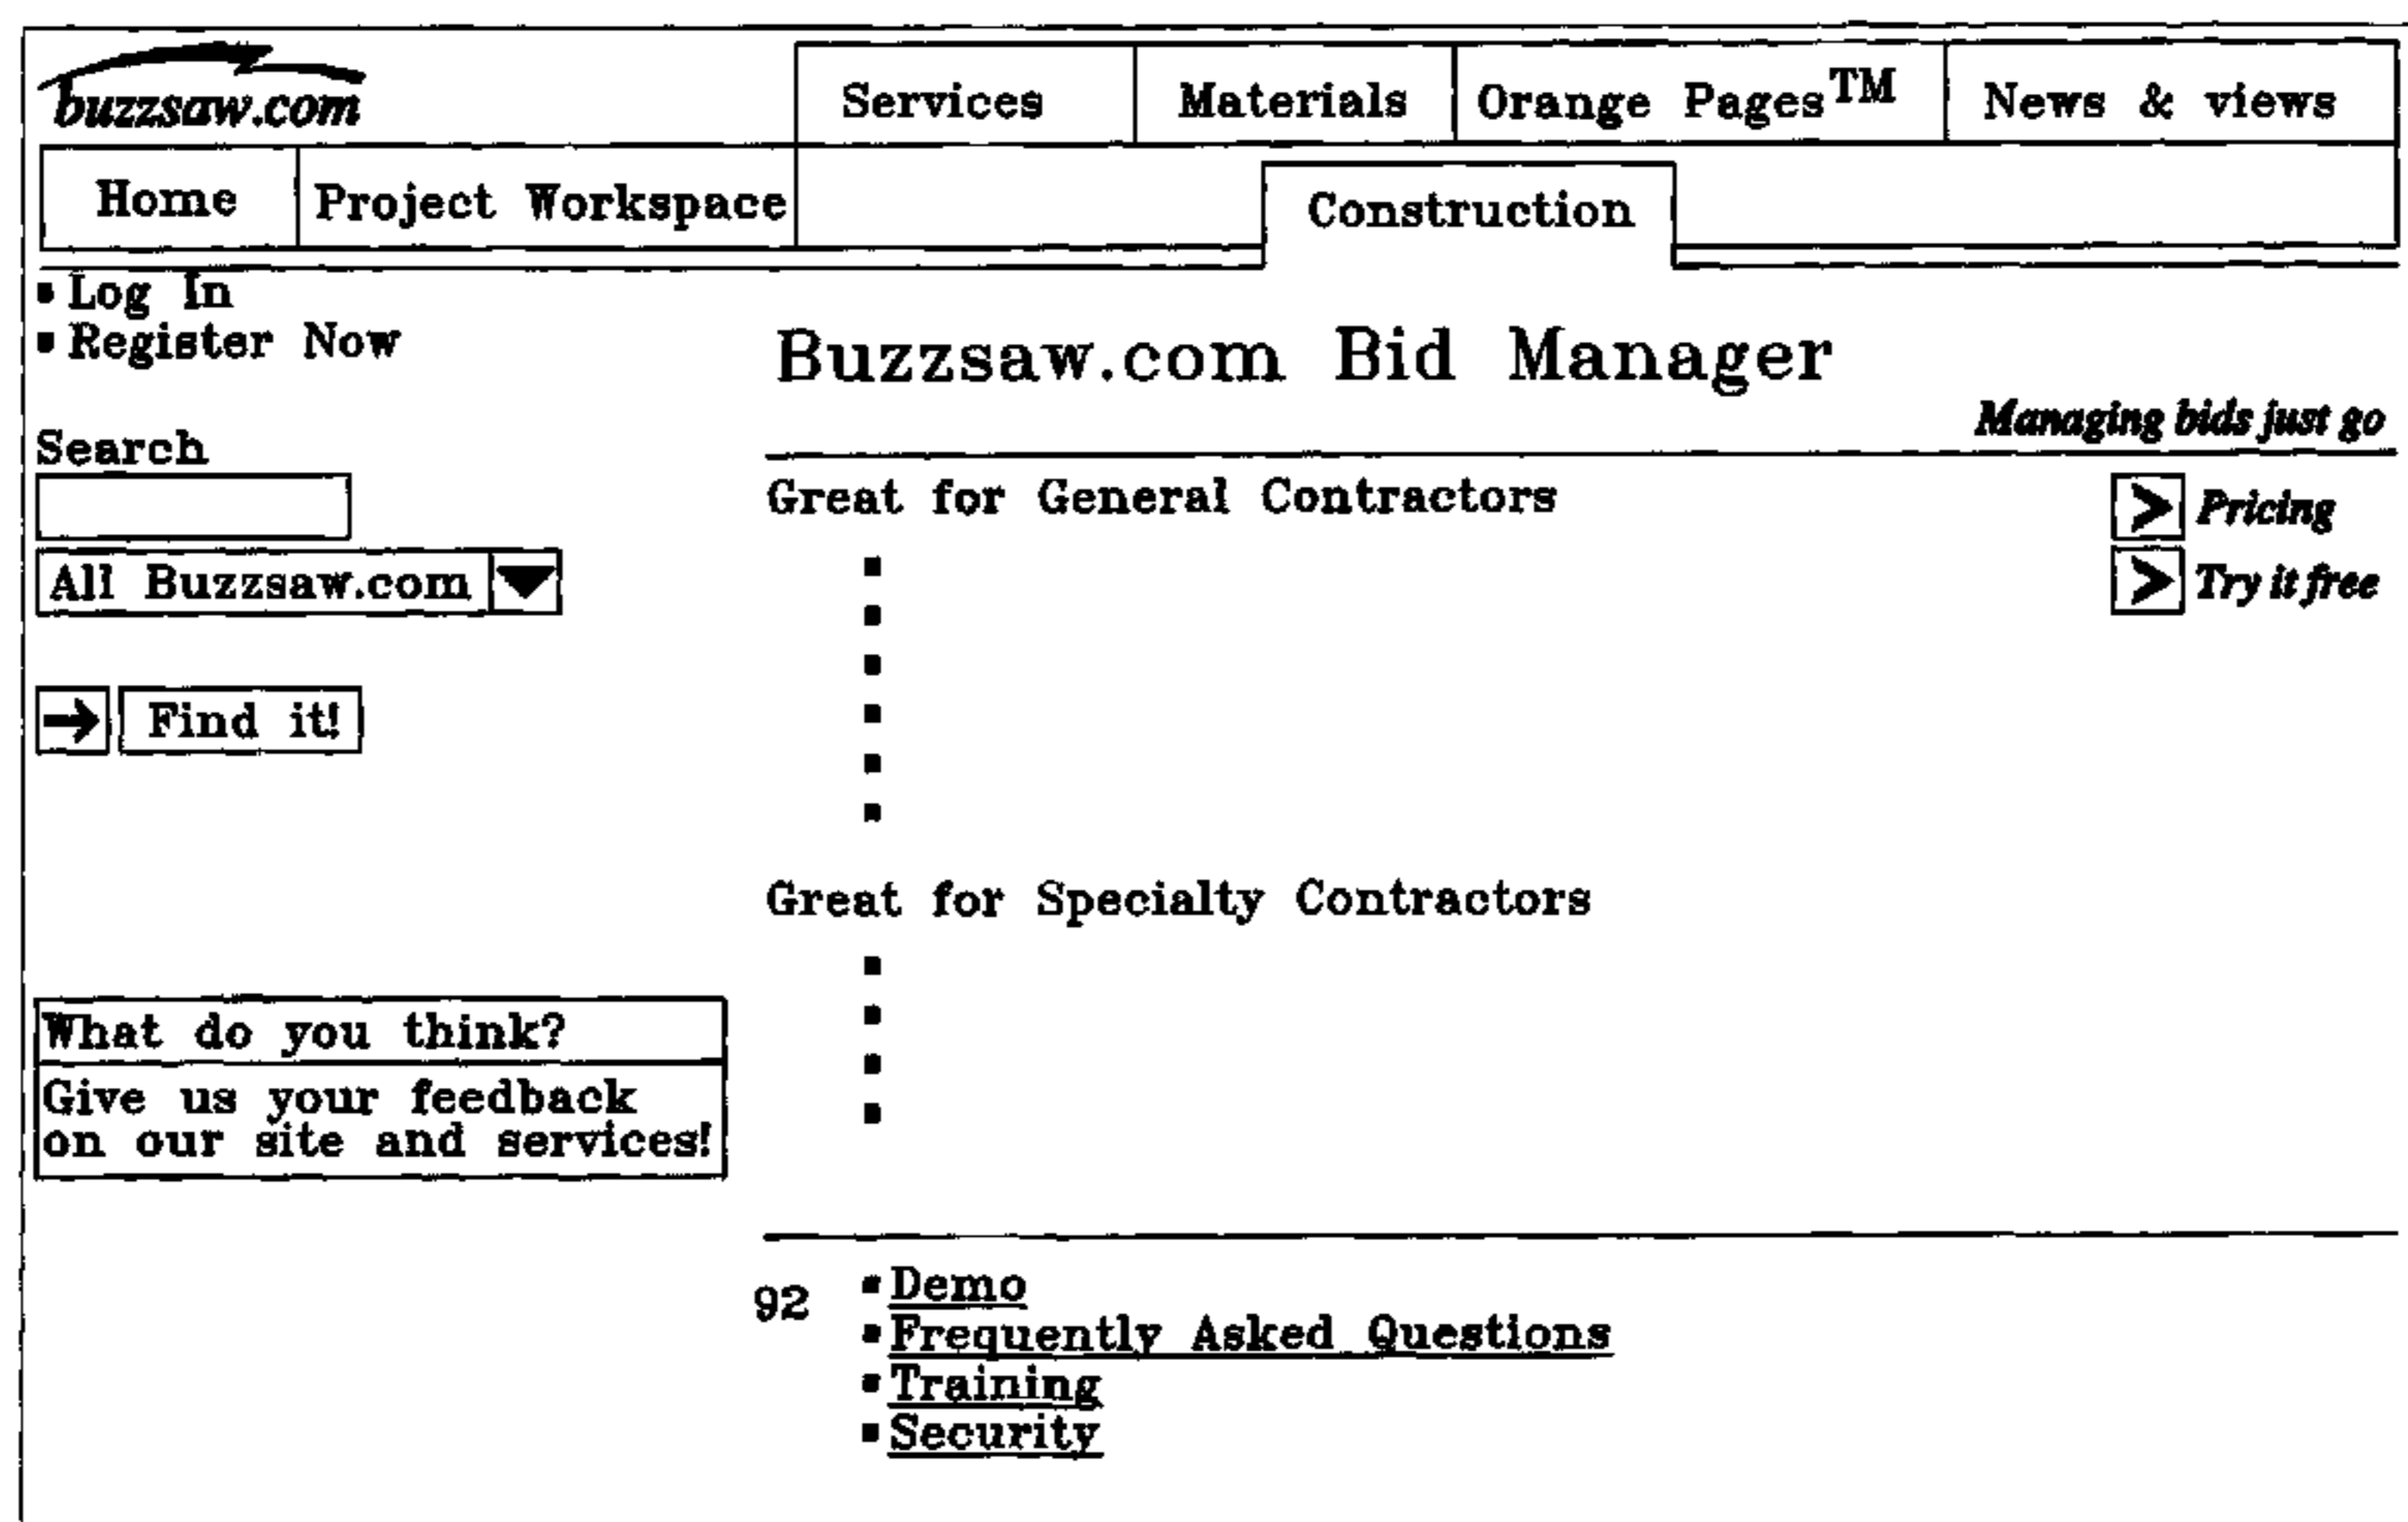 buzzsaw.com
Services
Materials
Orange Pages™
News & views
Home
Project Workspace
Construction
Log In
Register Now
Buzzsaw.com Bid Manager
Managing bids just go
Search
Great for General Contractors
Pricing
All Buzzsaw.com
Try it free
Find it!
Great for Specialty Contractors
What do you think?
Give us your feedback
on our site and services!
92
Demo
Frequently Asked Questions
Training
Security